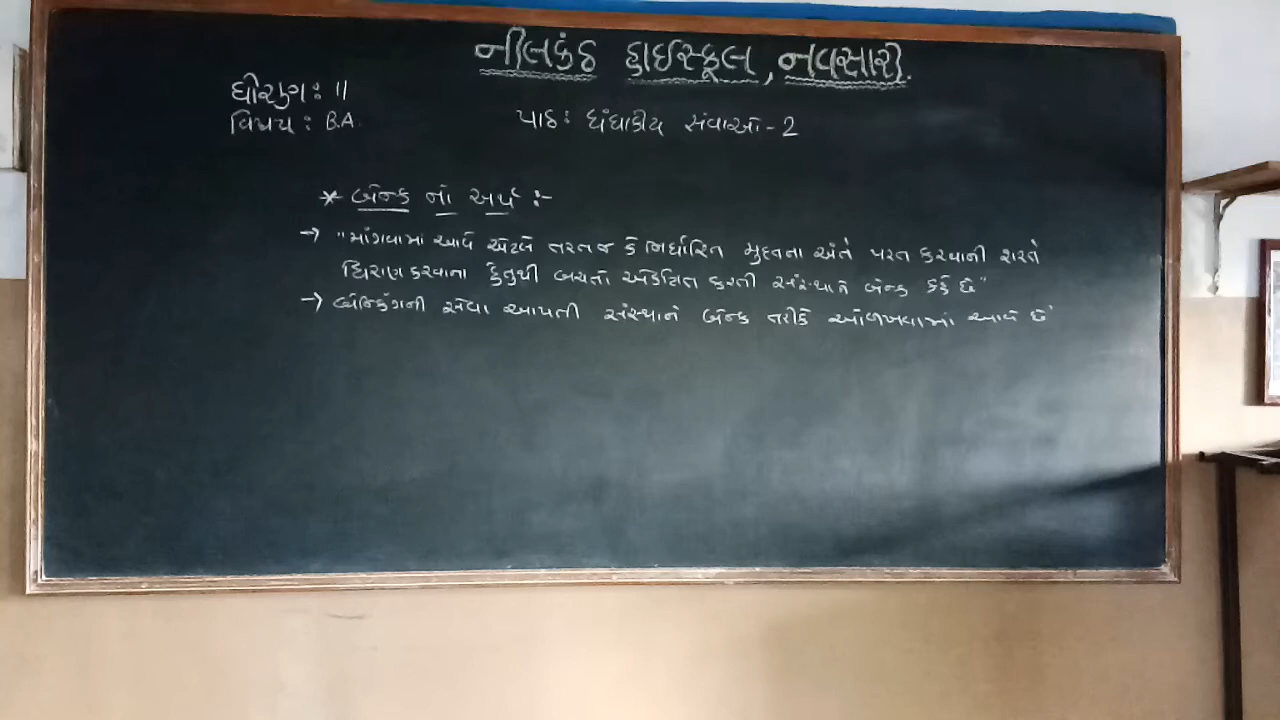 નીલકંઠ હાઈસ્કૂલ, નવસારી.
ધોરણ: 11
વિષય: B.A.
પાઠ: ધંધાકીય સેવાઓ - 2
* બૅન્ક નો અર્થ :-
→ "માંગવામાં આવે એટલે તરત જ કે નિર્ધારિત મુદતના અંતે પરત કરવાની શરતે
ધિરાણ કરવાના હેતુથી બચતો એકત્રિત કરતી સંસ્થાને બૅન્ક કહે છે"
→ બૅન્કિંગની સેવા આપતી સંસ્થાને બૅન્ક તરીકે ઓળખવામાં આવે છે